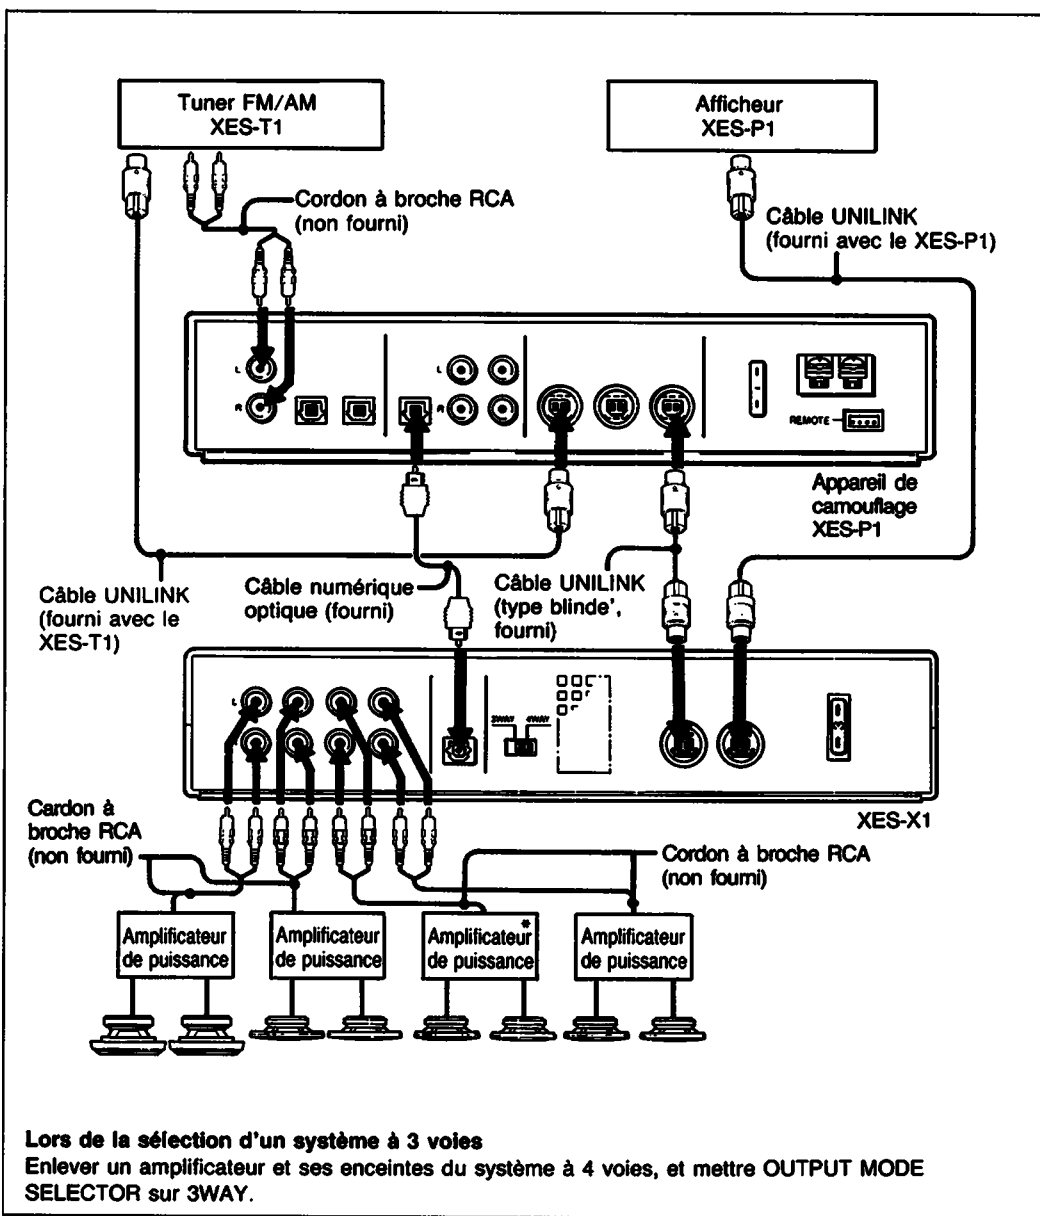 Tuner FM/AM
XES-T1
Afficheur
XES-P1
Cordon à broche RCA
(non fourni)
Câble UNILINK
(fourni avec le XES-P1)
L
R
L
R
REMOTE
Appareil de
camouflage
XES-P1
Câble UNILINK
(fourni avec le
XES-T1)
Câble numérique
optique (fourni)
Câble UNILINK
(type blinde',
fourni)
L
3WAY
4WAY
3
XES-X1
Cardon à
broche RCA
(non fourni)
Cordon à broche RCA
(non fourni)
Amplificateur
de puissance
Amplificateur
de puissance
Amplificateur*
de puissance
Amplificateur
de puissance
Lors de la sélection d'un système à 3 voies
Enlever un amplificateur et ses enceintes du système à 4 voies, et mettre OUTPUT MODE
SELECTOR sur 3WAY.